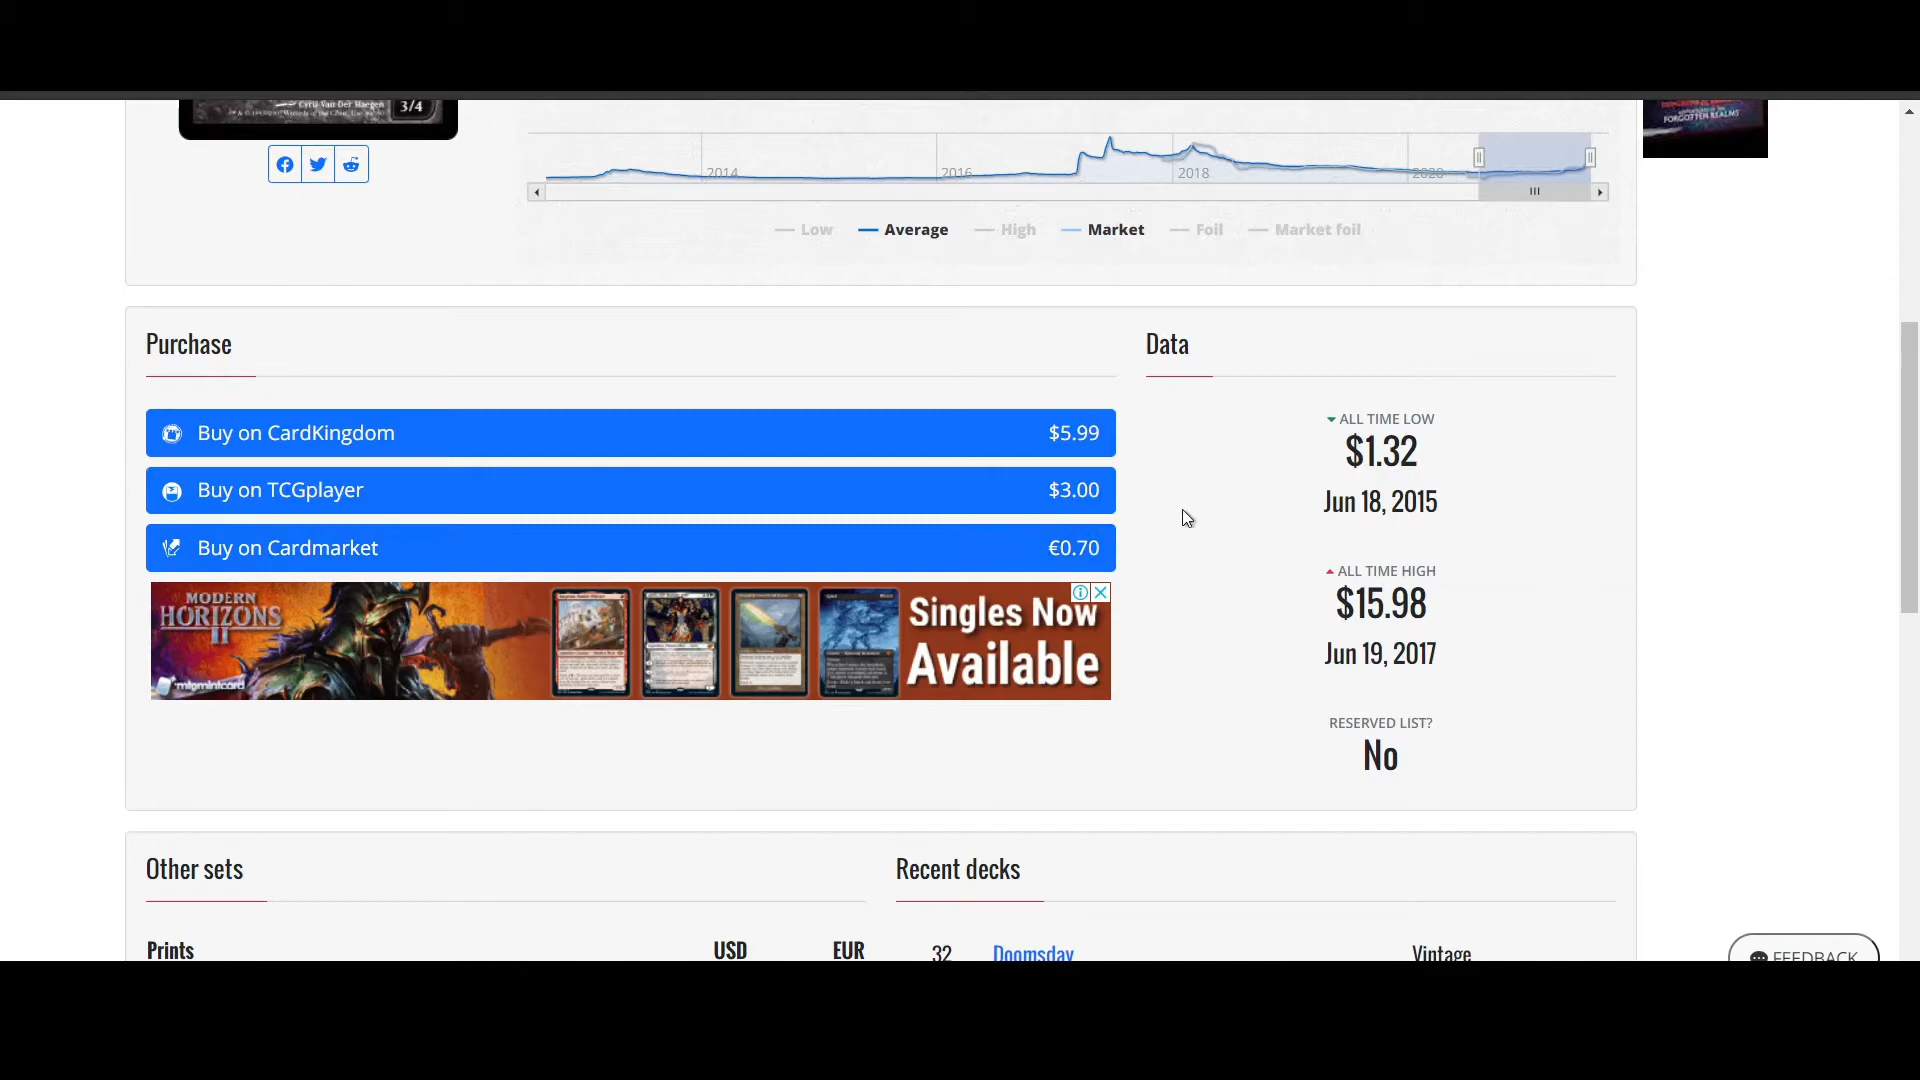 Cyril Van Der Haegen
3/4
FORGOTTEN REALMS
2014
2016
2018
2020
Low
Average
High
Market
Foil
Market foil
Purchase
Data
Buy on CardKingdom $5.99
Buy on TCGplayer $3.00
Buy on Cardmarket €0.70
ALL TIME LOW
$1.32
Jun 18, 2015
ALL TIME HIGH
$15.98
Jun 19, 2017
RESERVED LIST?
No
MODERN
HORIZONS
II
mtgmintcard
Singles Now
Available
Other sets
Recent decks
Prints USD EUR
32 Doomsday Vintage
FEEDBACK